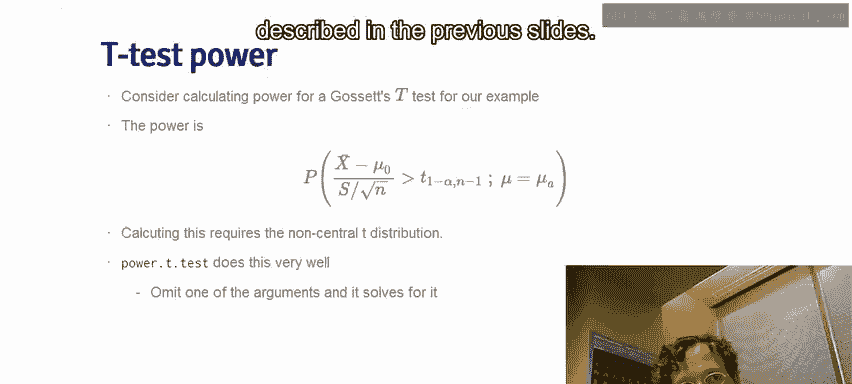 described in the previous slides.
T-test power
· Consider calculating power for a Gossett's T test for our example
· The power is
P( (X̄ − μ₀) / (S/√n) > t₁₋α,n₋₁ ; μ = μₐ )
· Calcuting this requires the non-central t distribution.
· power.t.test does this very well
- Omit one of the arguments and it solves for it